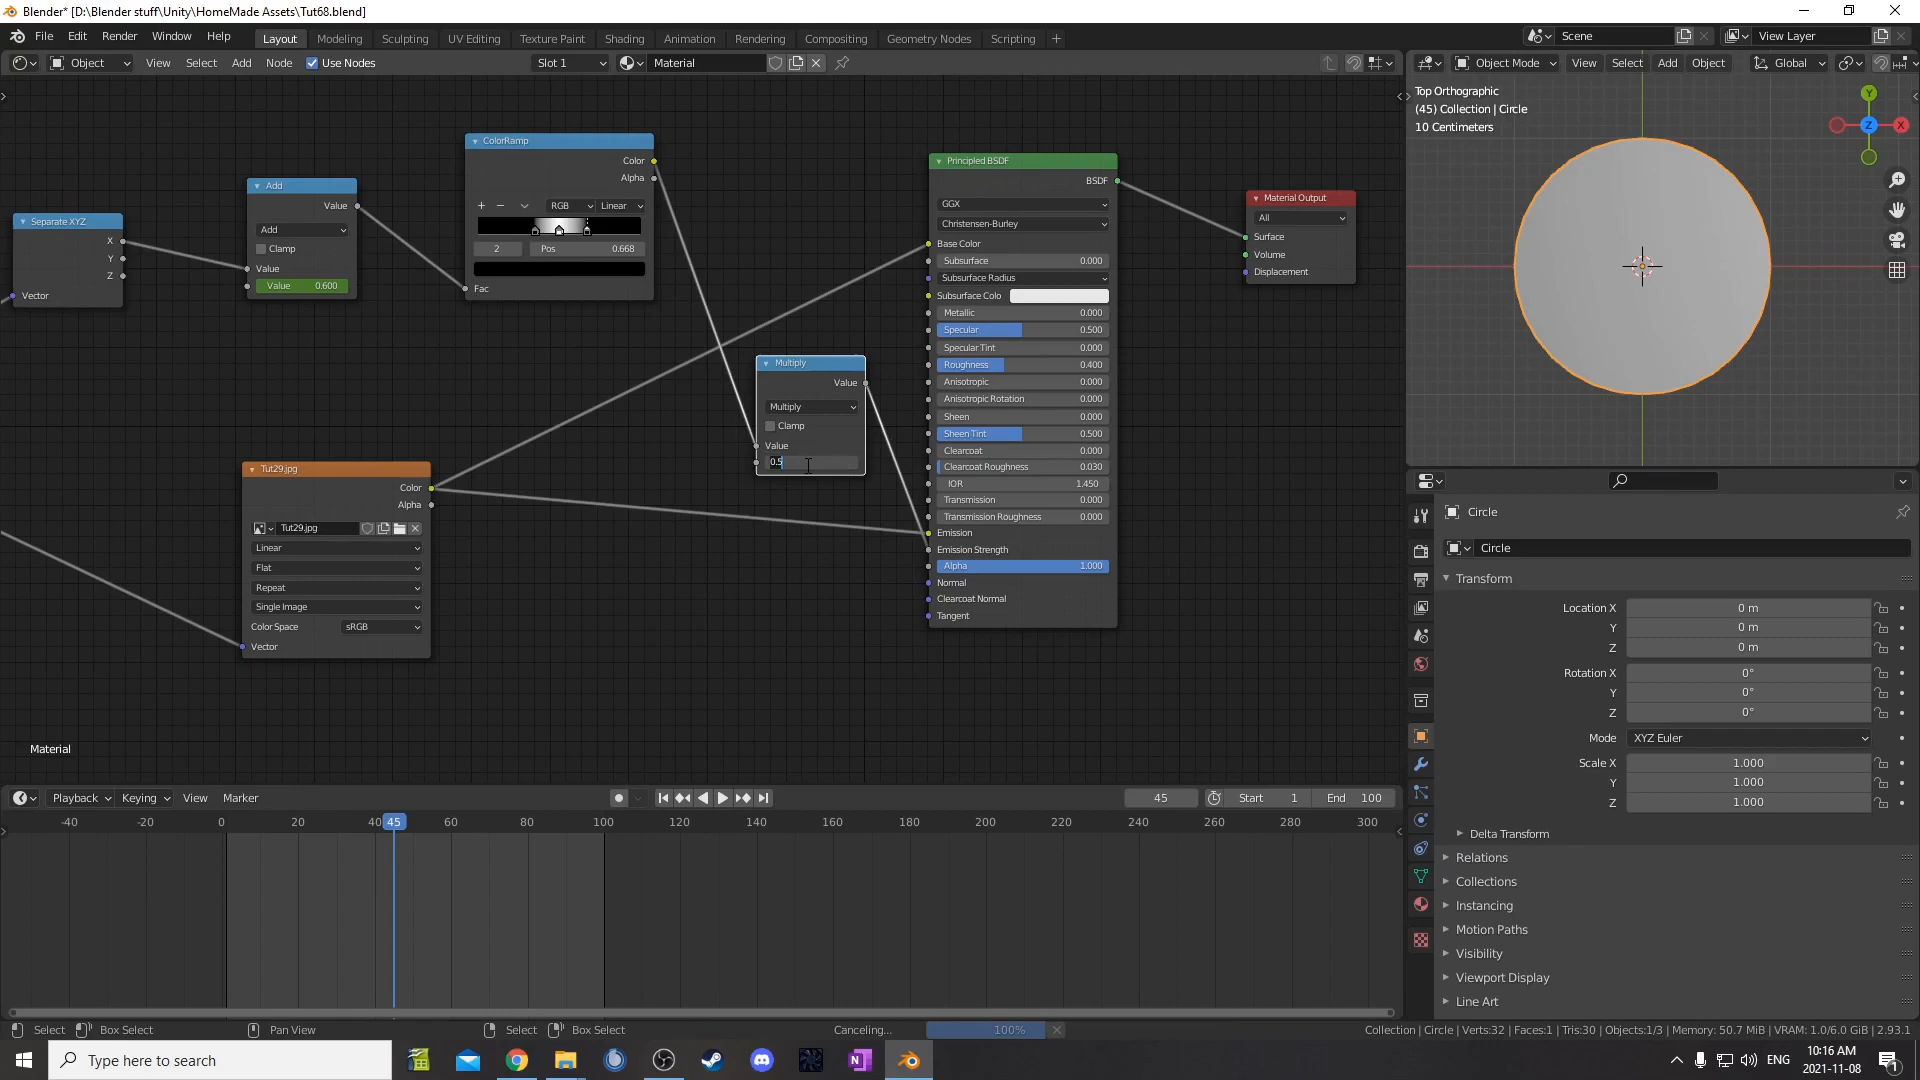 Blender* [D:\Blender stuff\Unity\HomeMade Assets\Tut68.blend]
File Edit Render Window Help Layout Modeling Sculpting UV Editing Texture Paint Shading Animation Rendering Compositing Geometry Nodes Scripting + Scene View Layer
Object View Select Add Node Use Nodes Slot 1 Material Object Mode View Select Add Object Global
Top Orthographic
(45) Collection | Circle
10 Centimeters
Y
X
Z
Separate XYZ
X
Y
Z
Vector
Add
Value
Add
Clamp
Value
Value 0.600
ColorRamp
Color
Alpha
RGB Linear
2 Pos 0.668
Fac
Multiply
Value
Multiply
Clamp
Value
0.5
Tut29.jpg
Color
Alpha
Tut29.jpg
Linear
Flat
Repeat
Single Image
Color Space sRGB
Vector
Principled BSDF
BSDF
GGX
Christensen-Burley
Base Color
Subsurface 0.000
Subsurface Radius
Subsurface Colo
Metallic 0.000
Specular 0.500
Specular Tint 0.000
Roughness 0.400
Anisotropic 0.000
Anisotropic Rotation 0.000
Sheen 0.000
Sheen Tint 0.500
Clearcoat 0.000
Clearcoat Roughness 0.030
IOR 1.450
Transmission 0.000
Transmission Roughness 0.000
Emission
Emission Strength
Alpha 1.000
Normal
Clearcoat Normal
Tangent
Material Output
All
Surface
Volume
Displacement
Material
Circle
Circle
Transform
Location X 0 m
Y 0 m
Z 0 m
Rotation X 0°
Y 0°
Z 0°
Mode XYZ Euler
Scale X 1.000
Y 1.000
Z 1.000
Delta Transform
Relations
Collections
Instancing
Motion Paths
Visibility
Viewport Display
Line Art
Playback Keying View Marker 45 Start 1 End 100
-40 -20 0 20 40 45 60 80 100 120 140 160 180 200 220 240 260 280 300
Select Box Select Pan View Select Box Select Canceling... 100% Collection | Circle | Verts:32 | Faces:1 | Tris:30 | Objects:1/3 | Memory: 50.7 MiB | VRAM: 1.0/6.0 GiB | 2.93.1
Type here to search ENG 10:16 AM
2021-11-08
1